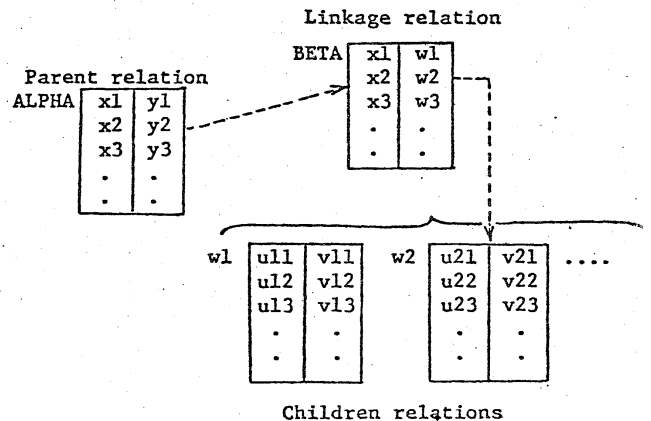 Linkage relation
BETA x1 w1
x2 w2
x3 w3
. .
. .
Parent relation
ALPHA x1 y1
x2 y2
x3 y3
. .
. .
w1 u11 v11
u12 v12
u13 v13
. .
. .
w2 u21 v21 ....
u22 v22
u23 v23
. .
. .
Children relations